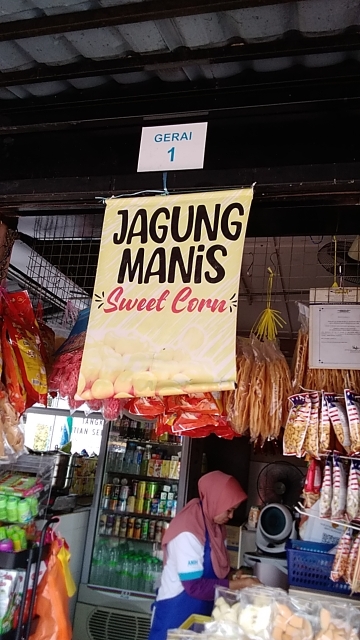 GERAI
1
JAGUNG
MANiS
Sweet Corn